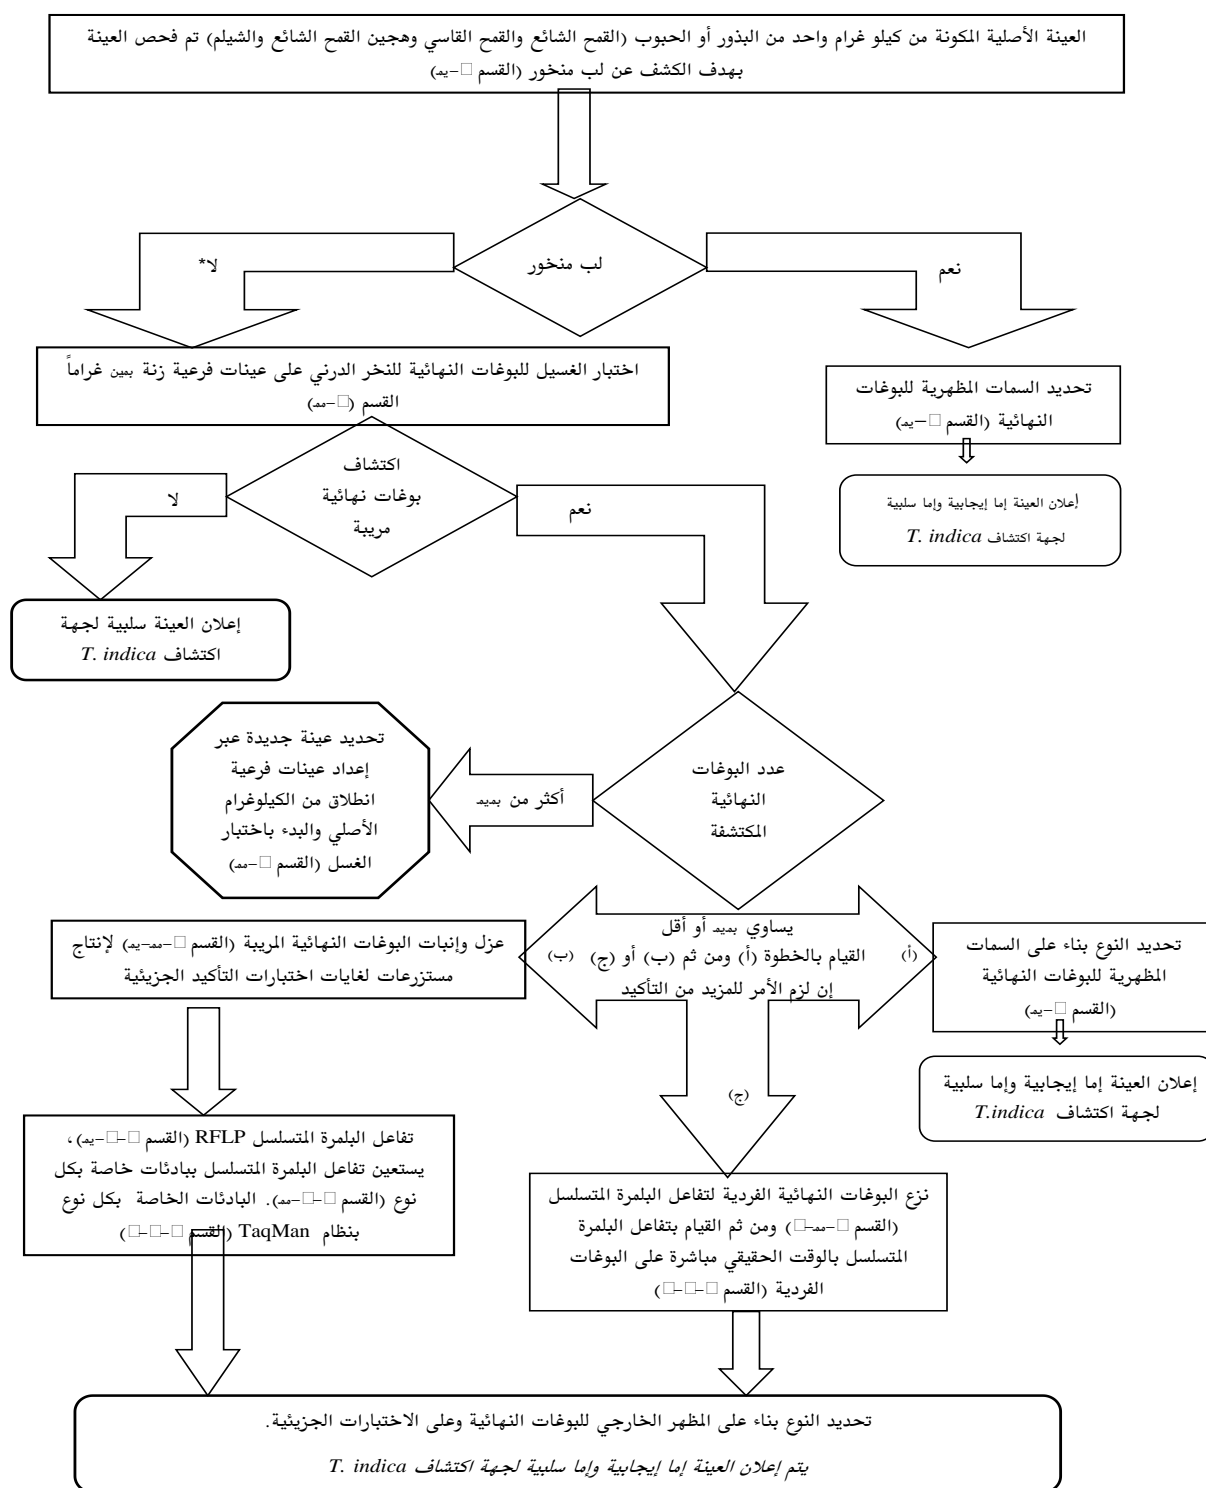 العينة الأصلية المكونة من كيلو غرام واحد من البذور أو الحبوب (القمح الشائع والقمح القاسي وهجين القمح الشائع والشيلم) تم فحص العينة
بهدف الكشف عن لب منخور (القسم
لب منخور
لا*
نعم
اختبار الغسيل للبوغات النهائية للنخر الدرني على عينات فرعية زنة غراماً
القسم
تحديد السمات المظهرية للبوغات
النهائية (القسم
أعلان العينة إما إيجابية وإما سلبية
لجهة اكتشاف T. indica
اكتشاف
بوغات نهائية
مريبة
لا
نعم
إعلان العينة سلبية لجهة
اكتشاف T. indica
عدد البوغات
النهائية
المكتشفة
أكثر من
تحديد عينة جديدة عبر
إعداد عينات فرعية
انطلاق من الكيلوغرام
الأصلي والبدء باختبار
الغسل (القسم
يساوي أو أقل
القيام بالخطوة (أ) ومن ثم (ب) أو (ج)
إن لزم الأمر للمزيد من التأكيد
(أ)
(ب)
(ج)
تحديد النوع بناء على السمات
المظهرية للبوغات النهائية
(القسم
إعلان العينة إما إيجابية وإما سلبية
لجهة اكتشاف T.indica
عزل وإنبات البوغات النهائية المريبة (القسم لإنتاج
مستزرعات لغايات اختبارات التأكيد الجزيئية
تفاعل البلمرة المتسلسل RFLP (القسم ،
يستعين تفاعل البلمرة المتسلسل ببادئات خاصة بكل
نوع (القسم البادئات الخاصة بكل نوع
بنظام TaqMan (القسم
نزع البوغات النهائية الفردية لتفاعل البلمرة المتسلسل
(القسم ومن ثم القيام بتفاعل البلمرة
المتسلسل بالوقت الحقيقي مباشرة على البوغات
الفردية (القسم
تحديد النوع بناء على المظهر الخارجي للبوغات النهائية وعلى الاختبارات الجزيئية.
يتم إعلان العينة إما إيجابية وإما سلبية لجهة اكتشاف T. indica